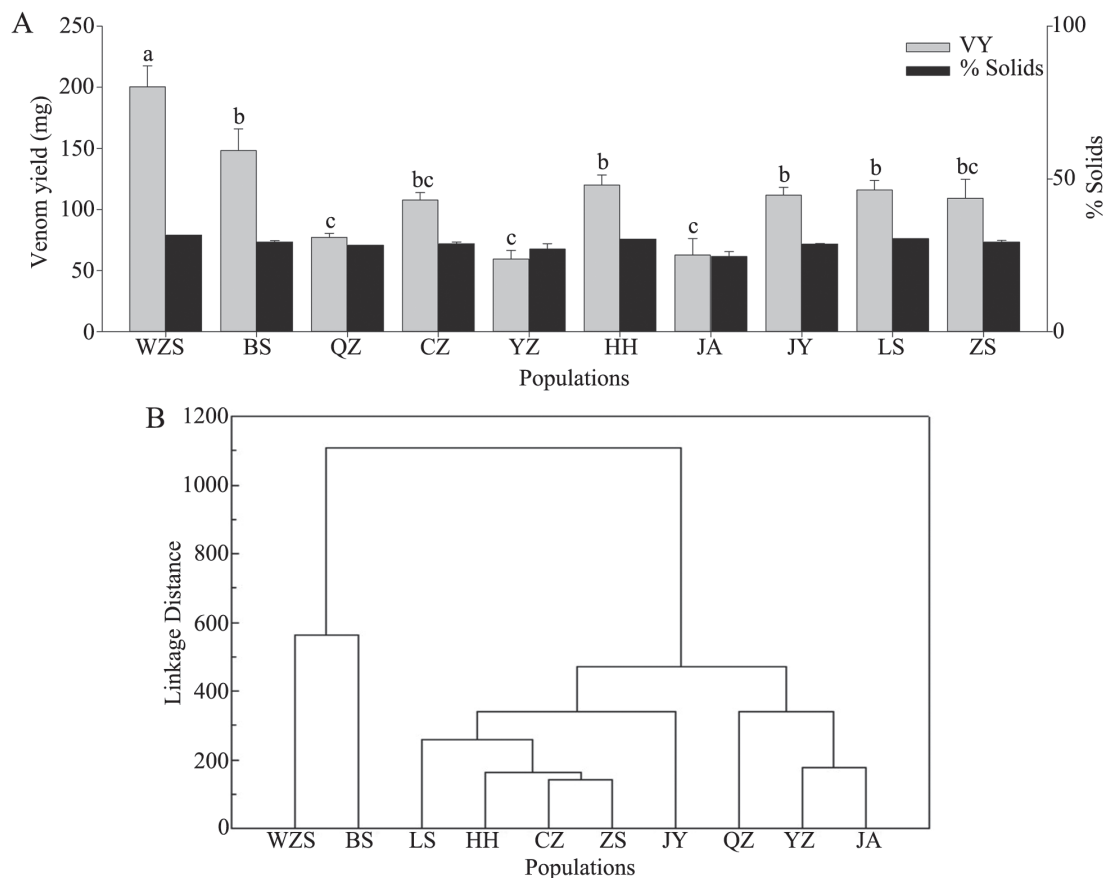 A
250
200
150
100
50
0
Venom yield (mg)
100
50
0
% Solids
VY
% Solids
a
b
c
bc
c
b
c
b
b
bc
WZS BS QZ CZ YZ HH JA JY LS ZS
Populations
B
1200
1000
800
600
400
200
0
Linkage Distance
WZS BS LS HH CZ ZS JY QZ YZ JA
Populations